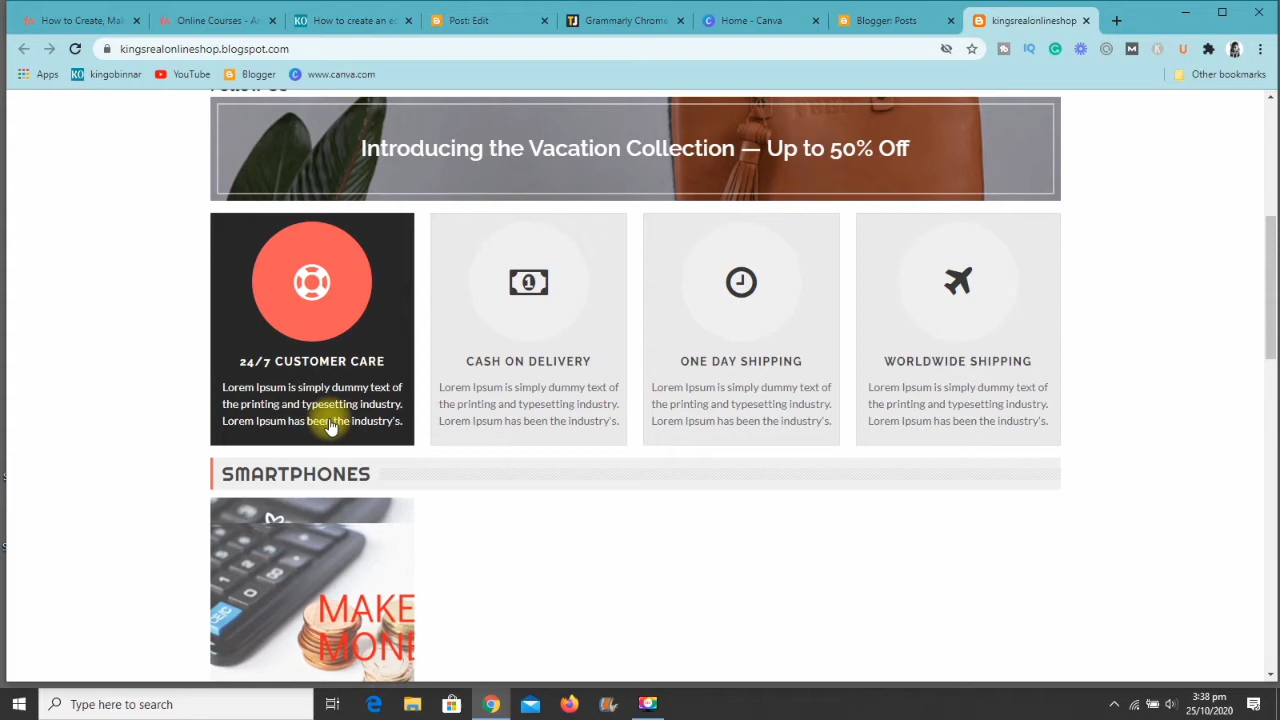 How to Create, Mak
Online Courses - An
How to create an ec
Post: Edit
Grammarly Chrome
Home - Canva
Blogger: Posts
kingsrealonlineshop
kingsrealonlineshop.blogspot.com
Apps
kingobinnar
YouTube
Blogger
www.canva.com
Other bookmarks
Introducing the Vacation Collection — Up to 50% Off
24/7 CUSTOMER CARE
Lorem Ipsum is simply dummy text of
the printing and typesetting industry.
Lorem Ipsum has been the industry's.
CASH ON DELIVERY
Lorem Ipsum is simply dummy text of
the printing and typesetting industry.
Lorem Ipsum has been the industry's.
ONE DAY SHIPPING
Lorem Ipsum is simply dummy text of
the printing and typesetting industry.
Lorem Ipsum has been the industry's.
WORLDWIDE SHIPPING
Lorem Ipsum is simply dummy text of
the printing and typesetting industry.
Lorem Ipsum has been the industry's.
SMARTPHONES
MAKE
MONE
Type here to search
3:38 pm
25/10/2020